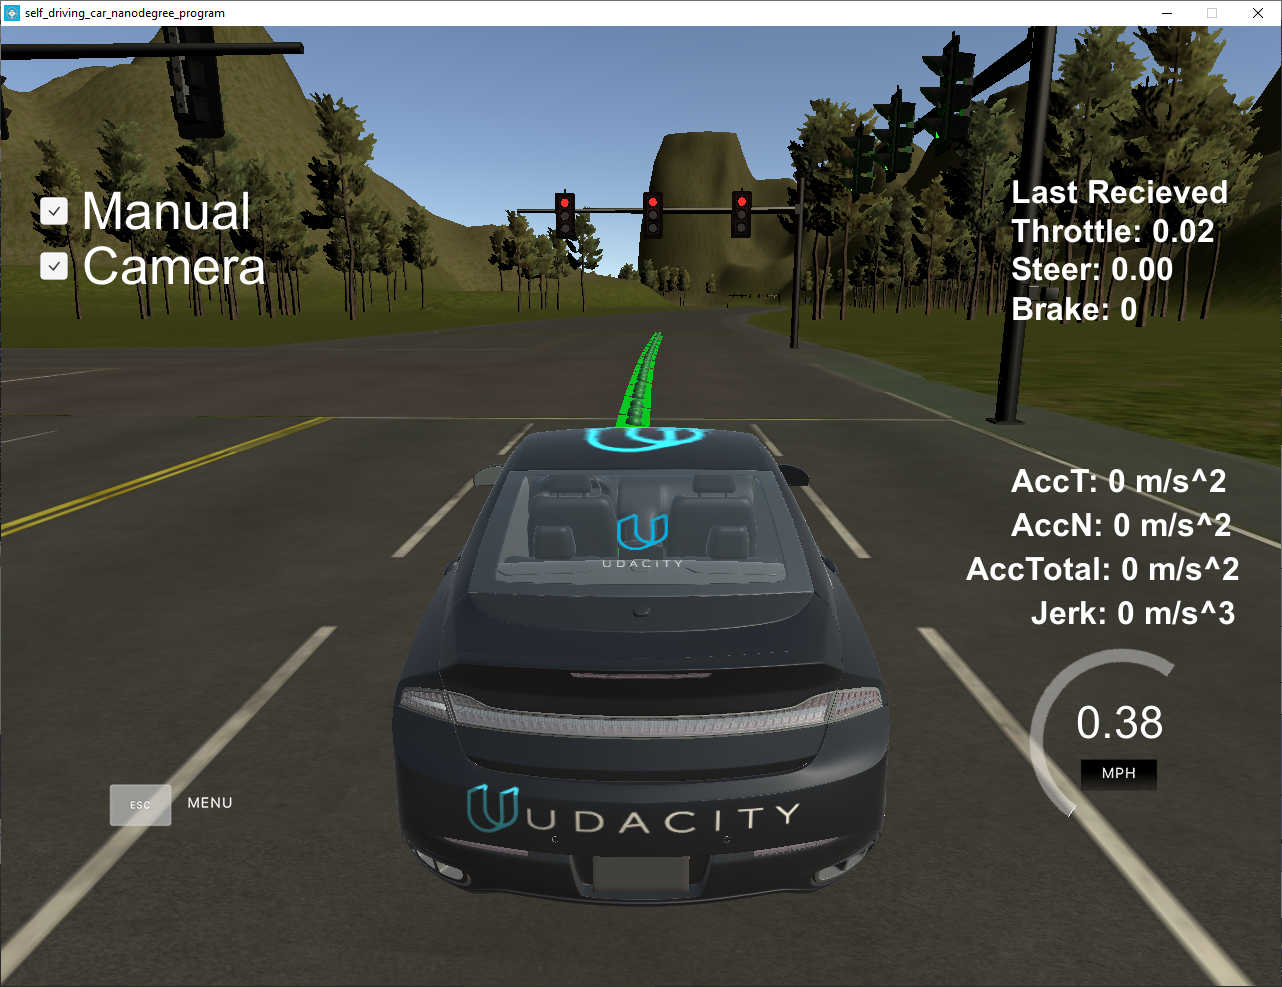 self_driving_car_nanodegree_program
Manual
Camera
Last Recieved
Throttle: 0.02
Steer: 0.00
Brake: 0
AccT: 0 m/s^2
AccN: 0 m/s^2
AccTotal: 0 m/s^2
Jerk: 0 m/s^3
UDACITY
0.38
MPH
ESC MENU
UDACITY